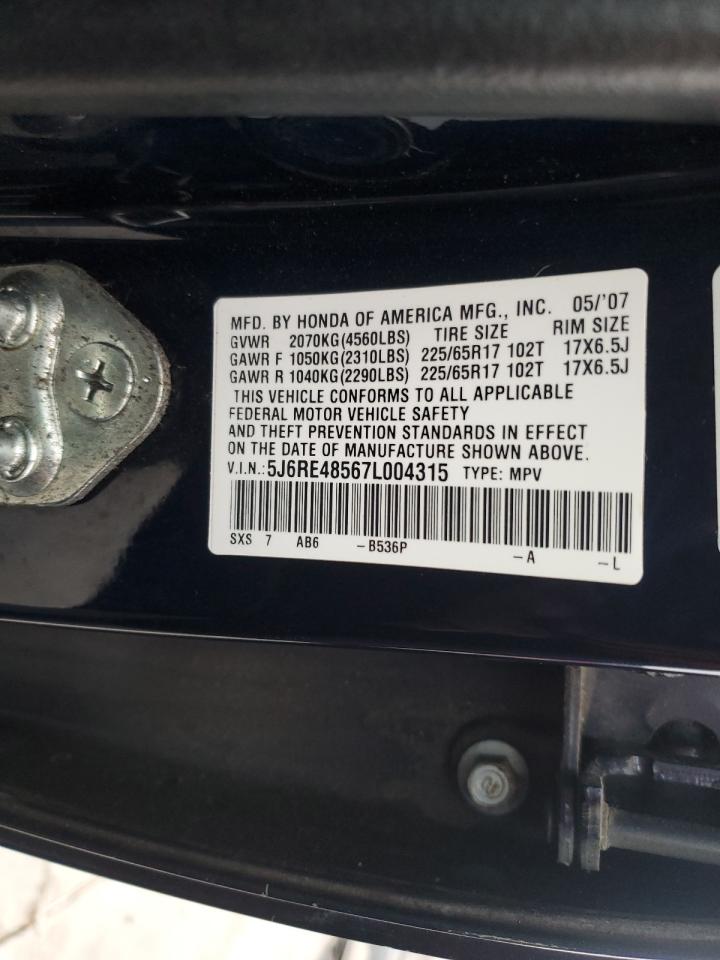 MFD. BY HONDA OF AMERICA MFG., INC. 05/'07
GVWR 2070KG(4560LBS) TIRE SIZE RIM SIZE
GAWR F 1050KG(2310LBS) 225/65R17 102T 17X6.5J
GAWR R 1040KG(2290LBS) 225/65R17 102T 17X6.5J
THIS VEHICLE CONFORMS TO ALL APPLICABLE
FEDERAL MOTOR VEHICLE SAFETY
AND THEFT PREVENTION STANDARDS IN EFFECT
ON THE DATE OF MANUFACTURE SHOWN ABOVE.
V.I.N.: 5J6RE48567L004315 TYPE: MPV
SXS 7 AB6 -B536P -A -L